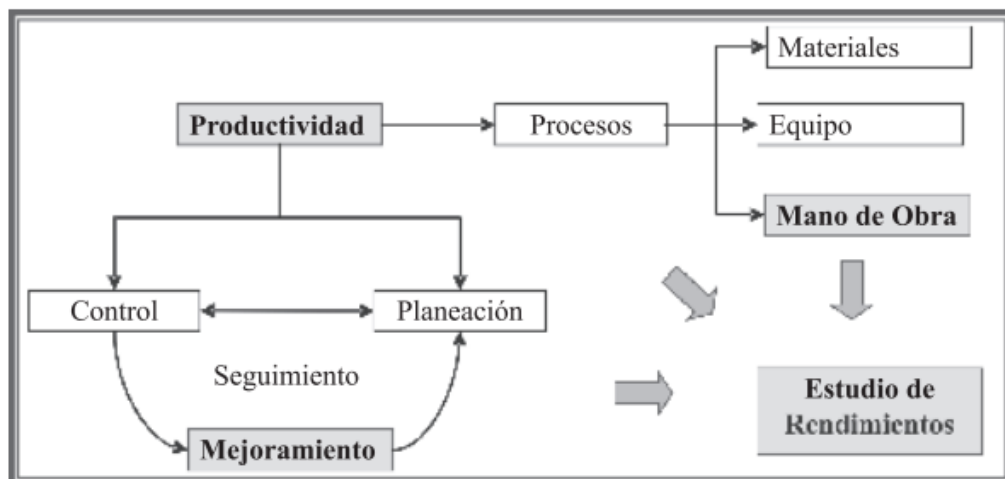 Materiales
Productividad
Procesos
Equipo
Mano de Obra
Control
Planeación
Seguimiento
Estudio de
Rendimientos
Mejoramiento